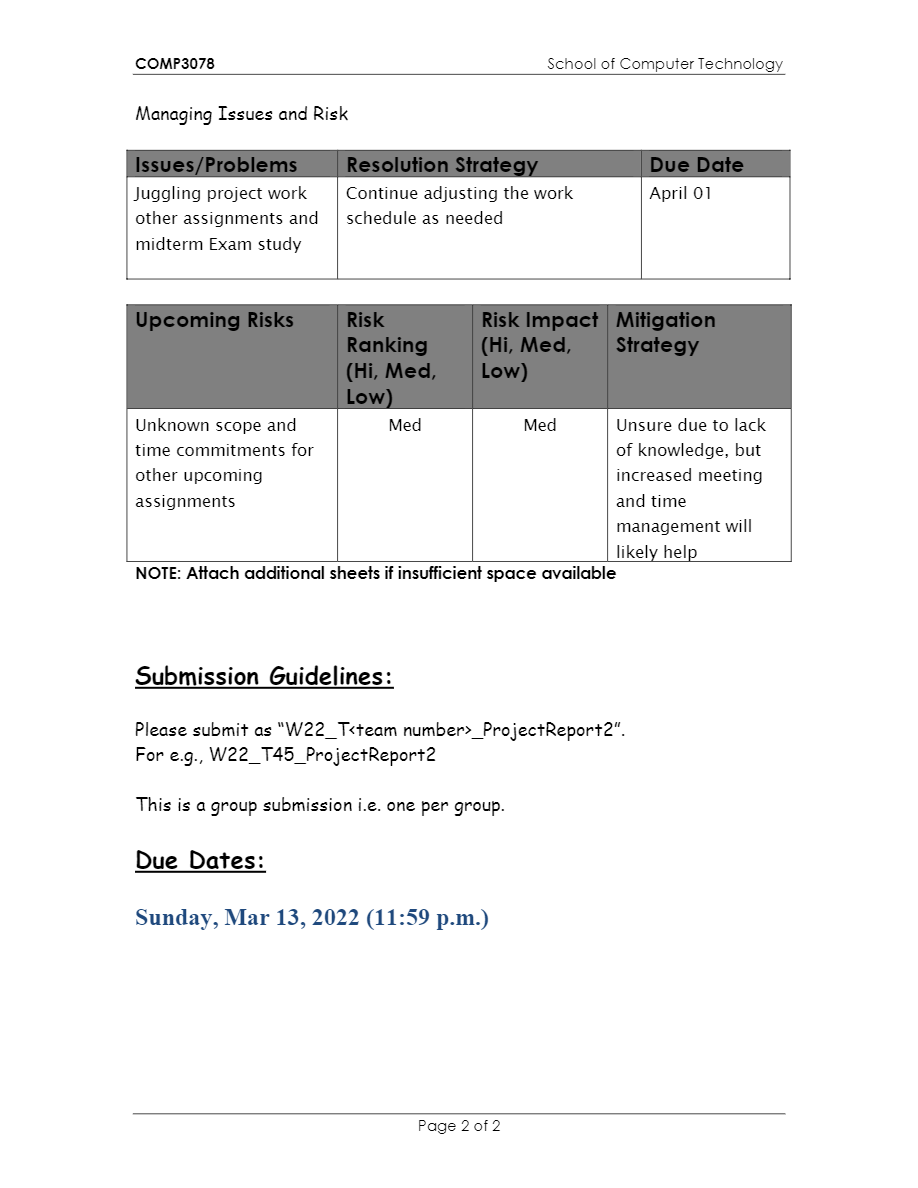 COMP3078 School of Computer Technology
Managing Issues and Risk
Issues/Problems Resolution Strategy Due Date
Juggling project work Continue adjusting the work April 01
other assignments and schedule as needed
midterm Exam study
Upcoming Risks Risk Risk Impact Mitigation
Ranking (Hi, Med, Strategy
(Hi, Med, Low)
Low)
Unknown scope and Med Med Unsure due to lack
time commitments for of knowledge, but
other upcoming increased meeting
assignments and time
management will
likely help
NOTE: Attach additional sheets if insufficient space available
Submission Guidelines:
Please submit as “W22_T<team number>_ProjectReport2”.
For e.g., W22_T45_ProjectReport2
This is a group submission i.e. one per group.
Due Dates:
Sunday, Mar 13, 2022 (11:59 p.m.)
Page 2 of 2